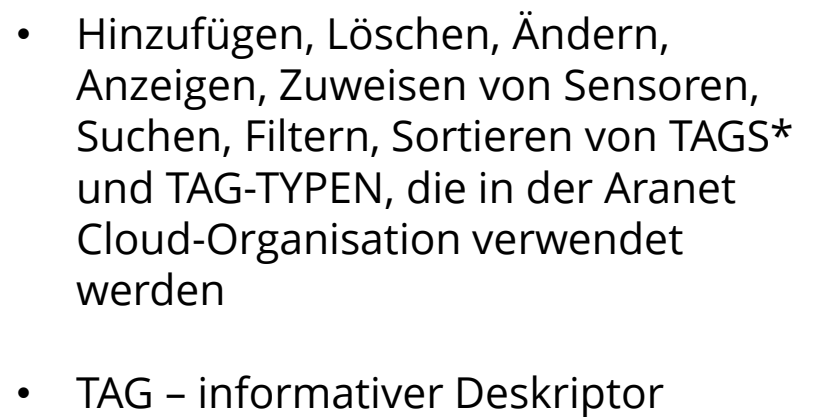 • Hinzufügen, Löschen, Ändern,
Anzeigen, Zuweisen von Sensoren,
Suchen, Filtern, Sortieren von TAGS*
und TAG-TYPEN, die in der Aranet
Cloud-Organisation verwendet
werden
• TAG – informativer Deskriptor